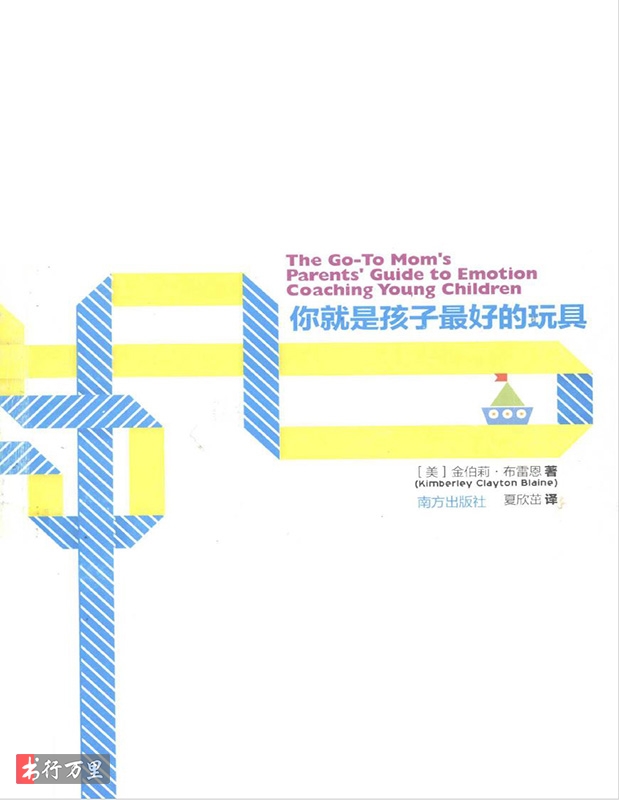 The Go-To Mom's
Parents' Guide to Emotion
Coaching Young Children
你就是孩子最好的玩具
［美］金伯莉·布雷恩 著
(Kimberley Clayton Blaine)
南方出版社 夏欣茁 译
书行万里